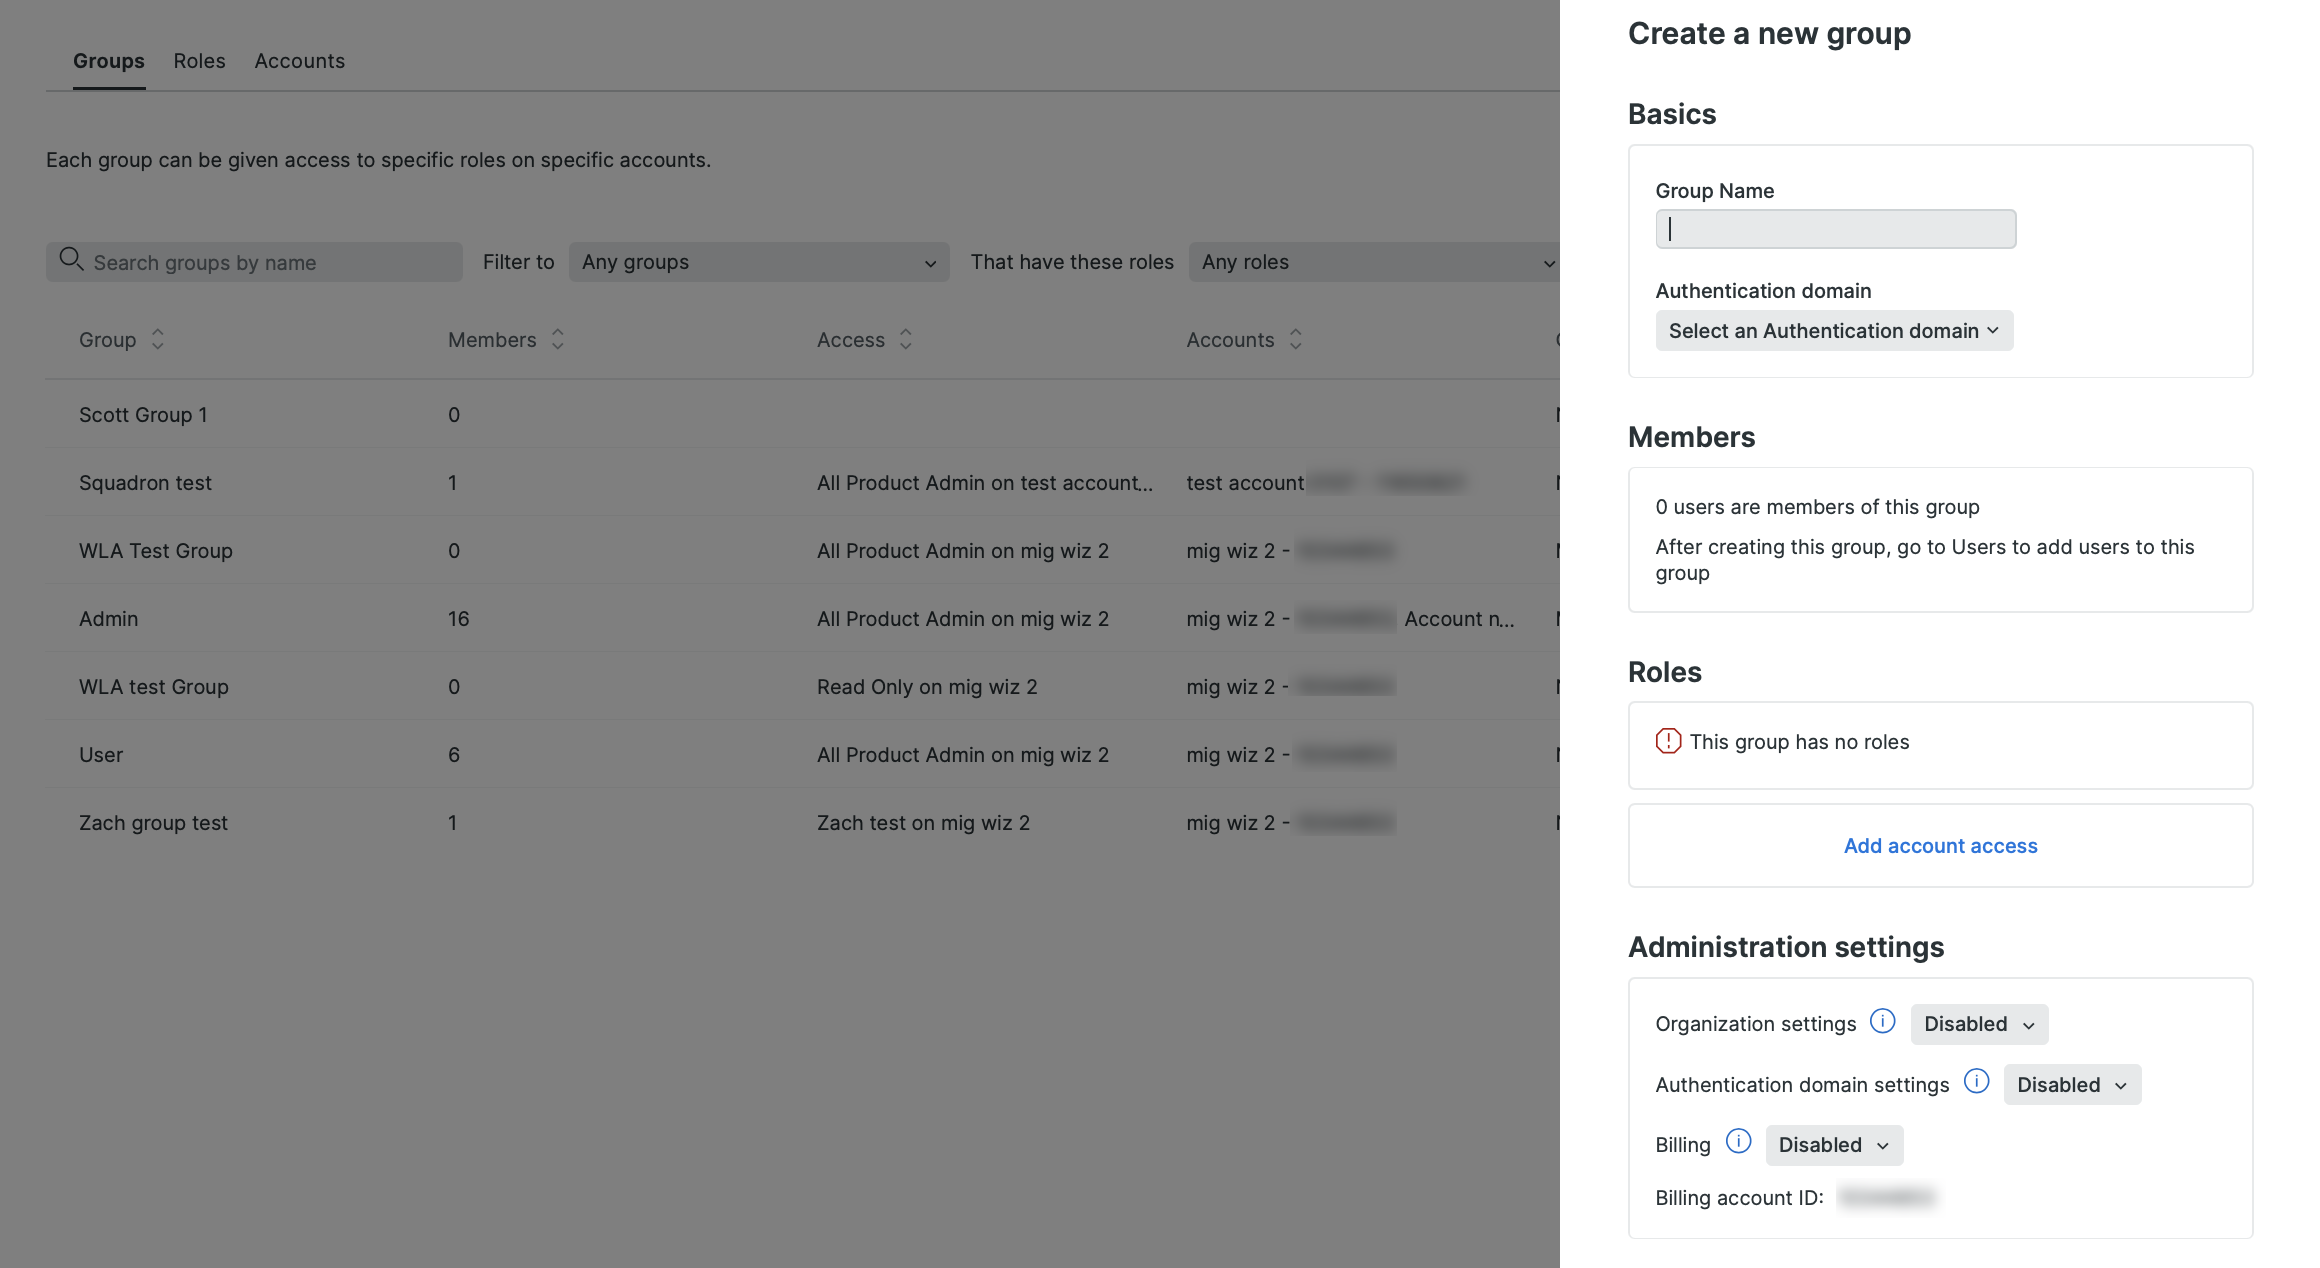 Groups Roles Accounts
Each group can be given access to specific roles on specific accounts.
Search groups by name Filter to Any groups That have these roles Any roles
Group Members Access Accounts
Scott Group 1 0
Squadron test 1 All Product Admin on test account... test account
WLA Test Group 0 All Product Admin on mig wiz 2 mig wiz 2 -
Admin 16 All Product Admin on mig wiz 2 mig wiz 2 - Account n...
WLA test Group 0 Read Only on mig wiz 2 mig wiz 2 -
User 6 All Product Admin on mig wiz 2 mig wiz 2 -
Zach group test 1 Zach test on mig wiz 2 mig wiz 2 -
Create a new group
Basics
Group Name
Authentication domain
Select an Authentication domain
Members
0 users are members of this group
After creating this group, go to Users to add users to this
group
Roles
This group has no roles
Add account access
Administration settings
Organization settings Disabled
Authentication domain settings Disabled
Billing Disabled
Billing account ID: